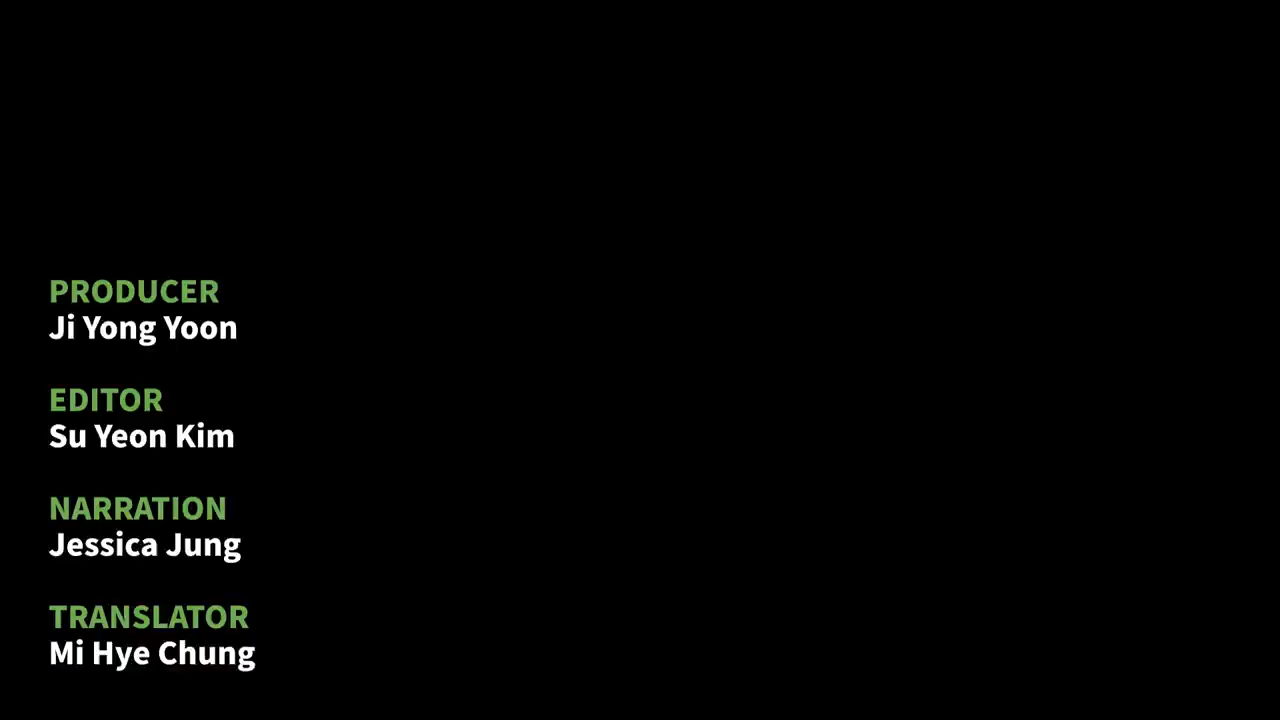 PRODUCER
Ji Yong Yoon
EDITOR
Su Yeon Kim
NARRATION
Jessica Jung
TRANSLATOR
Mi Hye Chung